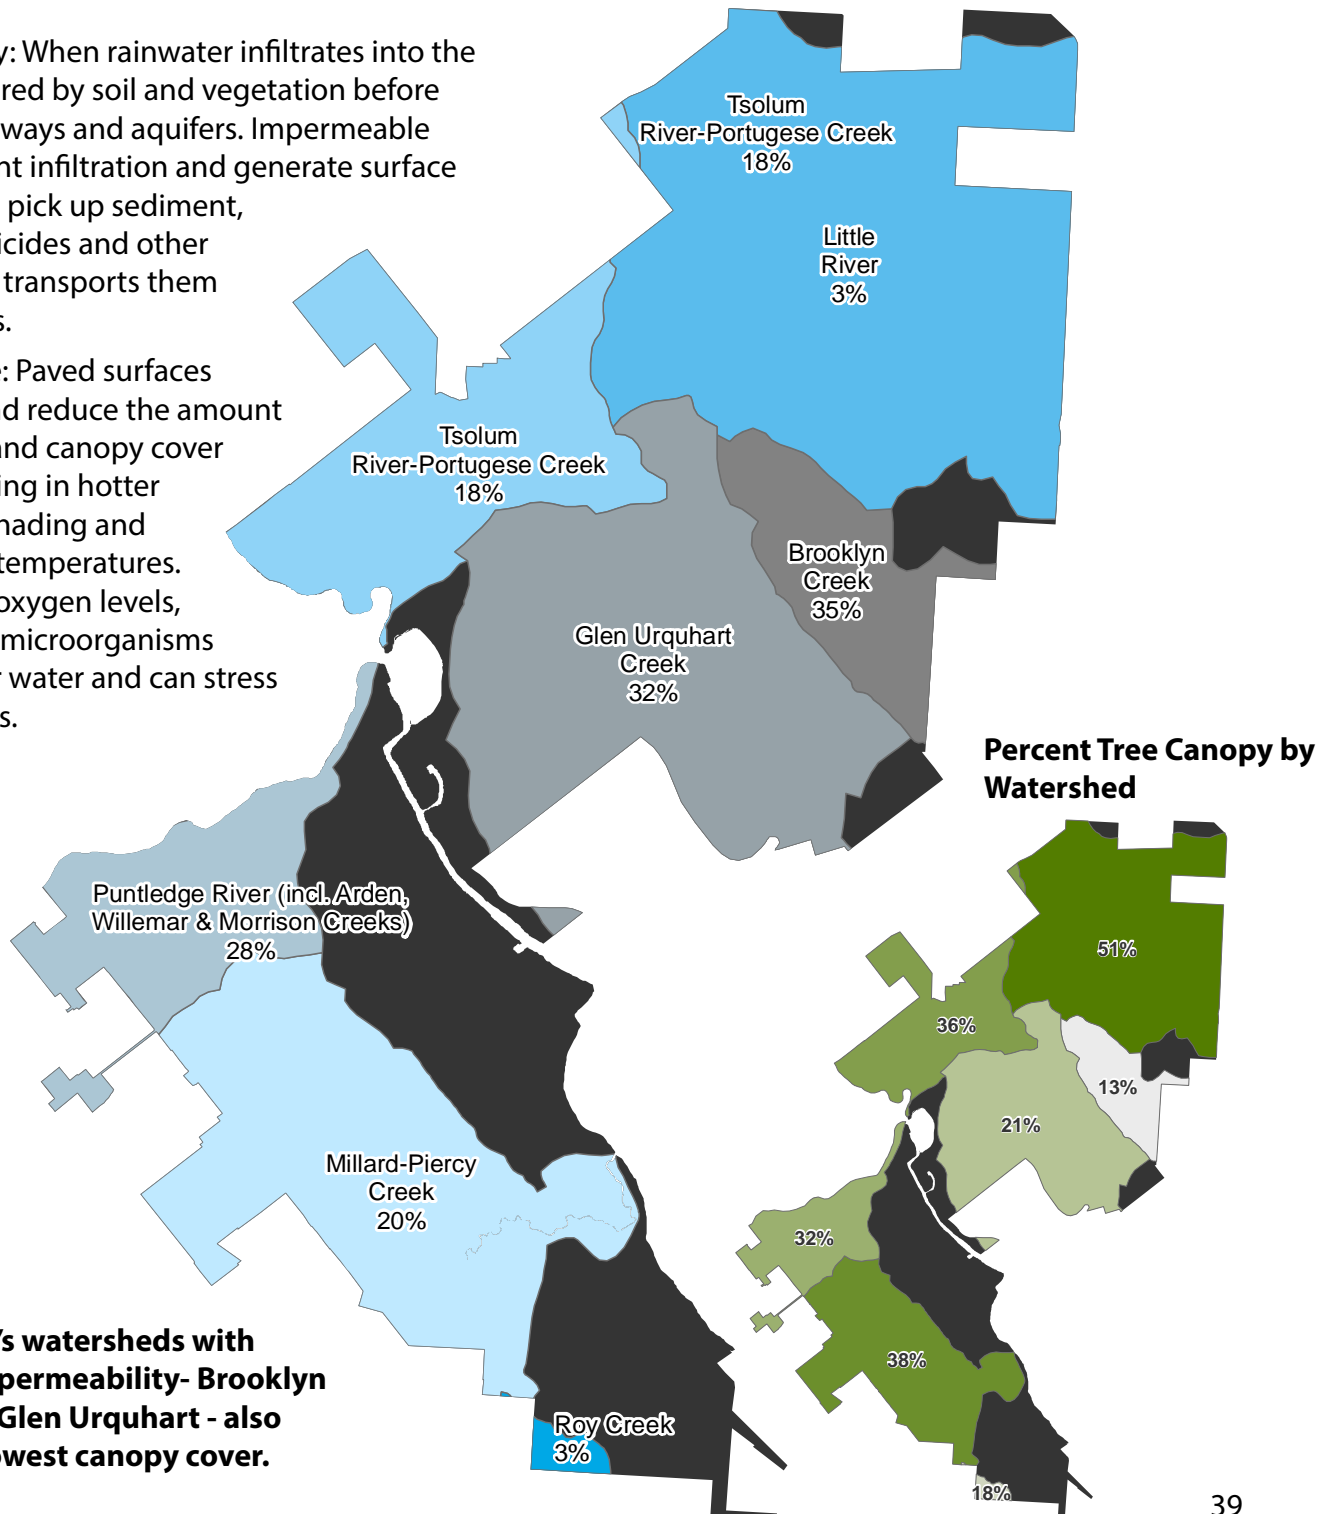 y: When rainwater infiltrates into the
red by soil and vegetation before
ways and aquifers. Impermeable
nt infiltration and generate surface
pick up sediment,
icides and other
transports them
s.
e: Paved surfaces
nd reduce the amount
and canopy cover
ing in hotter
hading and
temperatures.
oxygen levels,
microorganisms
r water and can stress
s.
Tsolum
River-Portugese Creek
18%
Little
River
3%
Tsolum
River-Portugese Creek
18%
Brooklyn
Creek
35%
Glen Urquhart
Creek
32%
Puntledge River (incl. Arden,
Willemar & Morrison Creeks)
28%
Millard-Piercy
Creek
20%
Roy Creek
3%
's watersheds with
permeability- Brooklyn
Glen Urquhart - also
owest canopy cover.
Percent Tree Canopy by
Watershed
51%
36%
13%
21%
32%
38%
18%
39